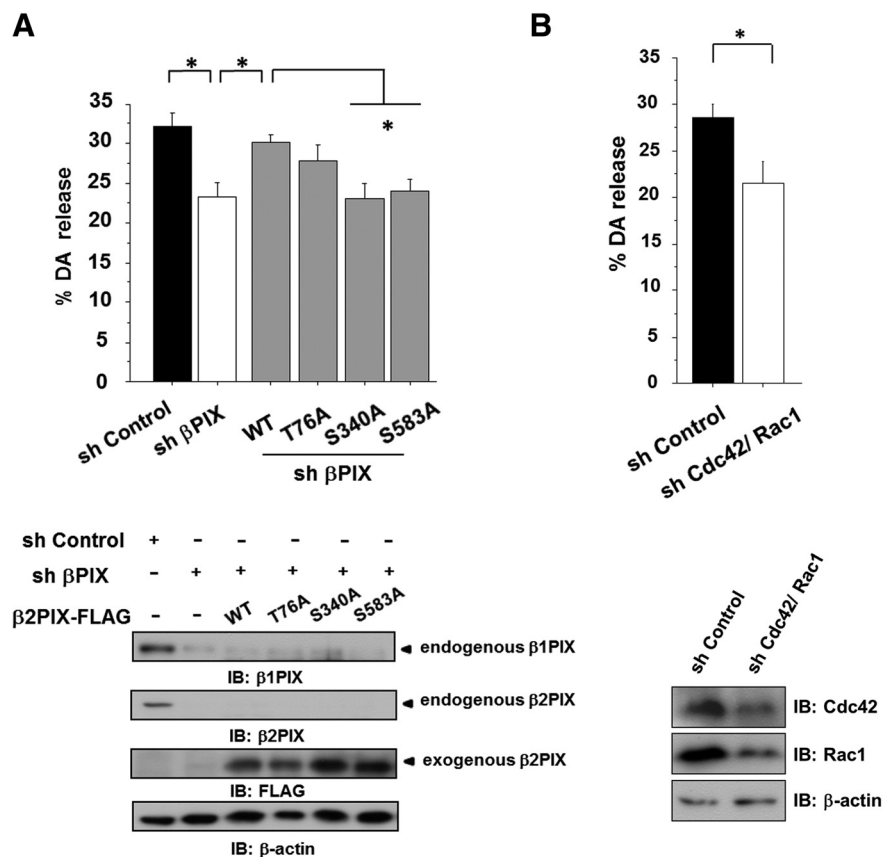 A
* *
*
35
30
25
20
15
10
5
0
% DA release
sh Control
sh βPIX
WT
T76A
S340A
S583A
sh βPIX
sh Control + - - - - -
sh βPIX - + + + + +
β2PIX-FLAG - - WT T76A S340A S583A
endogenous β1PIX
IB: β1PIX
endogenous β2PIX
IB: β2PIX
exogenous β2PIX
IB: FLAG
IB: β-actin
B
*
35
30
25
20
15
10
5
0
% DA release
sh Control
sh Cdc42/ Rac1
sh Control
sh Cdc42/ Rac1
IB: Cdc42
IB: Rac1
IB: β-actin